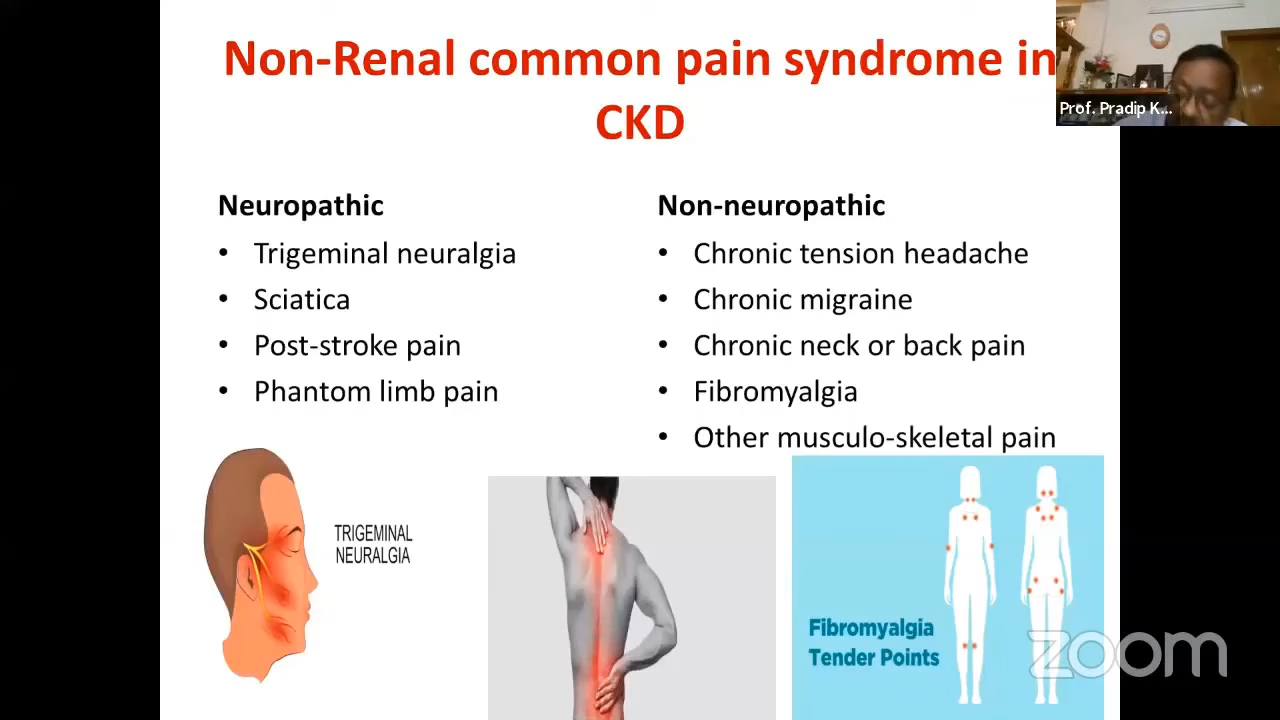 Non-Renal common pain syndrome in
CKD
Prof. Pradip K...
Neuropathic
• Trigeminal neuralgia
• Sciatica
• Post-stroke pain
• Phantom limb pain
Non-neuropathic
• Chronic tension headache
• Chronic migraine
• Chronic neck or back pain
• Fibromyalgia
• Other musculo-skeletal pain
TRIGEMINAL
NEURALGIA
Fibromyalgia
Tender Points
zoom